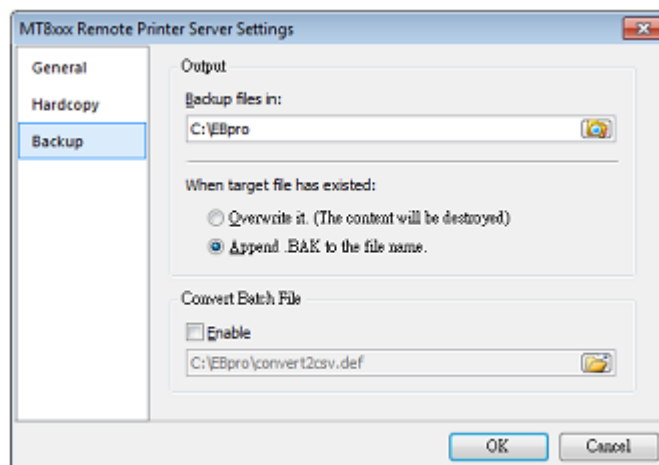 MT8xxx Remote Printer Server Settings
General
Hardcopy
Backup
Output
Backup files in:
C:\EBpro
When target file has existed:
Overwrite it. (The content will be destroyed)
Append .BAK to the file name.
Convert Batch File
Enable
C:\EBpro\convert2csv.def
OK
Cancel